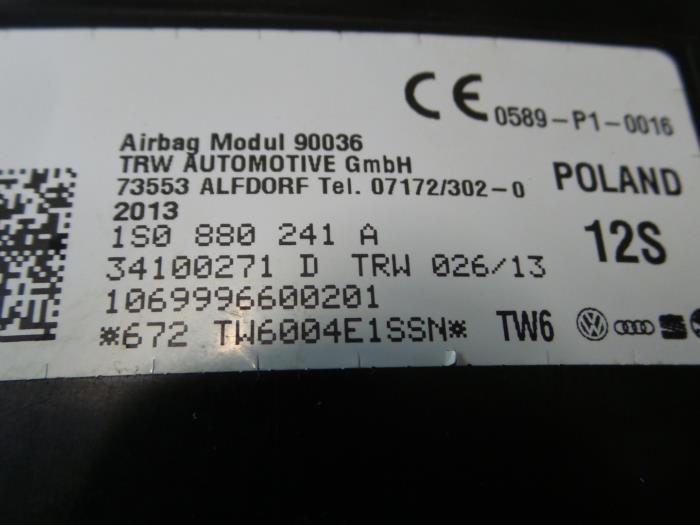 CE 0589-P1-0016
Airbag Modul 90036
TRW AUTOMOTIVE GmbH
73553 ALFDORF Tel. 07172/302-0
POLAND
2013
1S0 880 241 A
12S
34100271 D TRW 026/13
1069996600201
*672 TW6004E1SSN* TW6